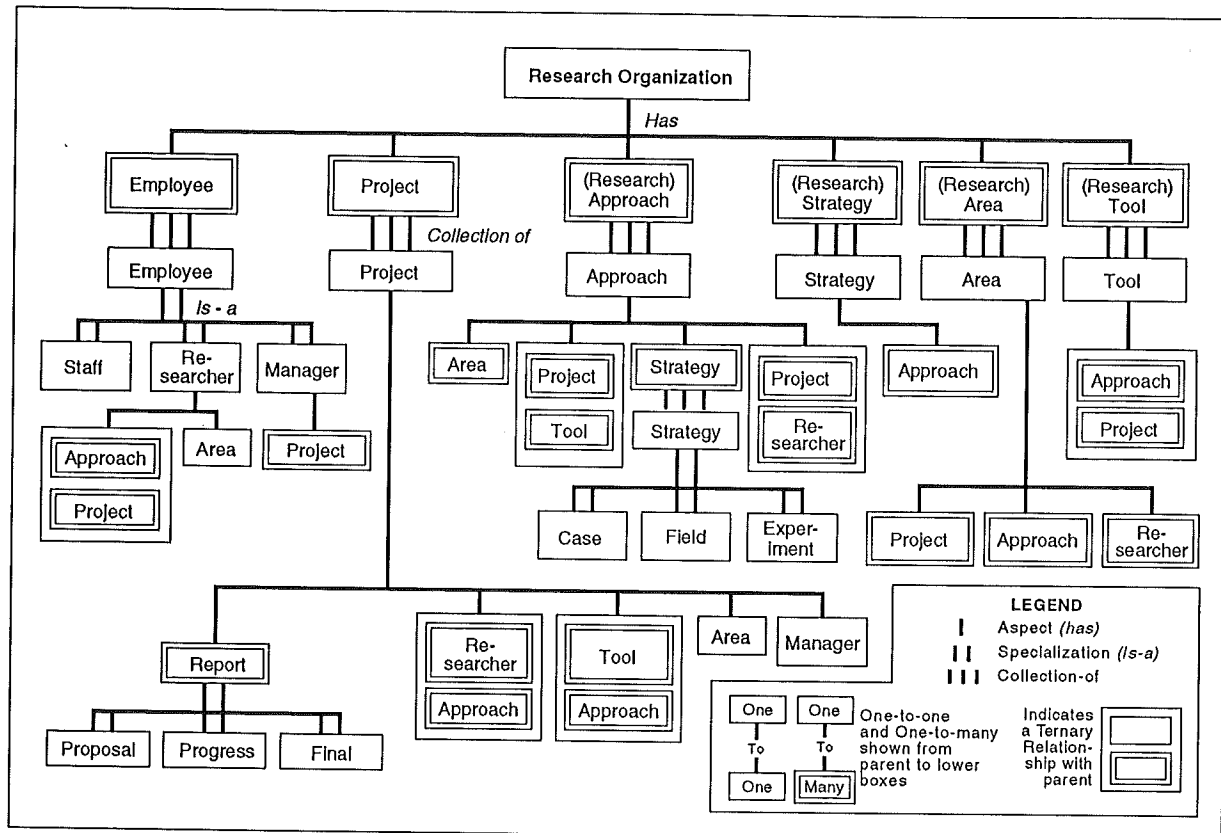 Research Organization
Has
Employee
Project
(Research)
Approach
(Research)
Strategy
(Research)
Area
(Research)
Tool
Collection of
Employee
Project
Approach
Strategy
Area
Tool
Is - a
Staff
Re-
searcher
Manager
Area
Project
Tool
Strategy
Strategy
Project
Re-
searcher
Approach
Approach
Project
Approach
Project
Area
Project
Case
Field
Exper-
iment
Project
Approach
Re-
searcher
Report
Re-
searcher
Approach
Tool
Approach
Area
Manager
Proposal
Progress
Final
LEGEND
Aspect (has)
Specialization (Is-a)
Collection-of
One
To
One
One
To
Many
One-to-one
and One-to-many
shown from
parent to lower
boxes
Indicates
a Ternary
Relation-
ship with
parent